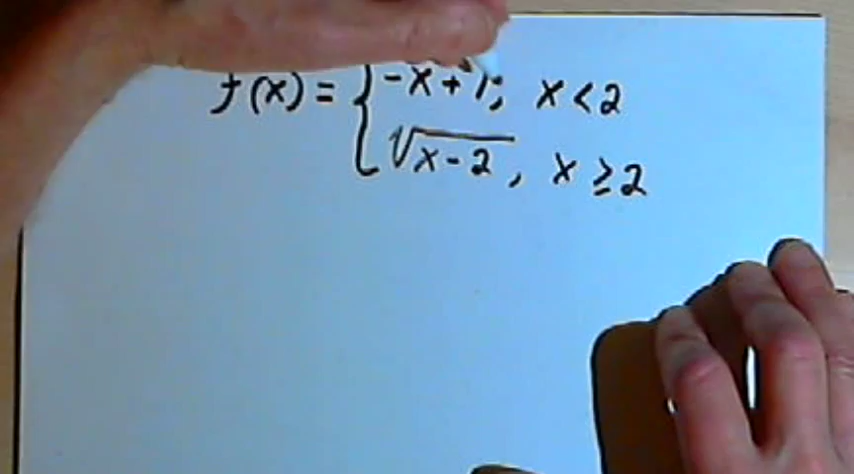 f(x) = { -x + 1, x < 2
√x-2 , x ≥ 2